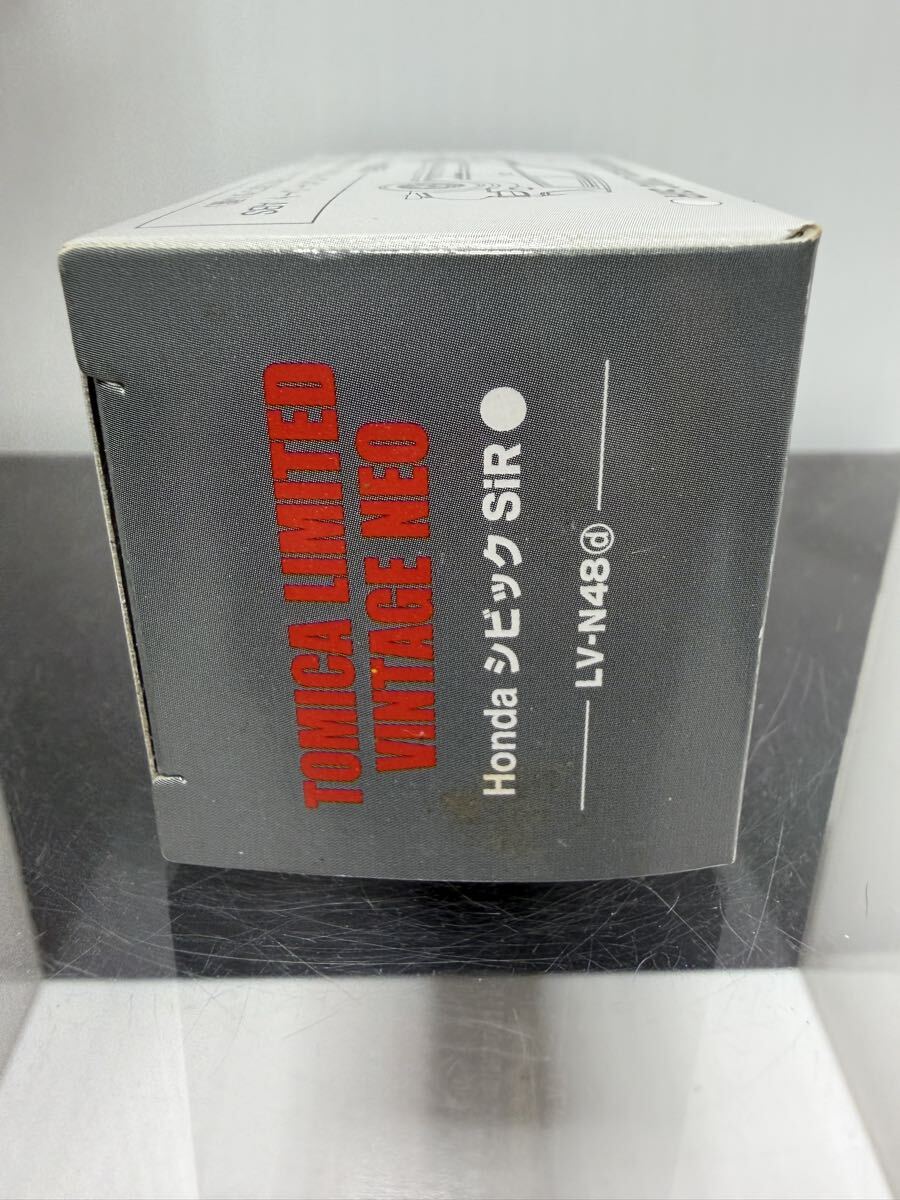 TOMICA LIMITED
VINTAGE NEO
Honda シビック SiR
LV-N48ⓓ